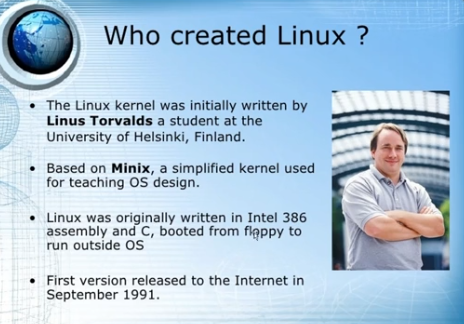 Who created Linux ?
• The Linux kernel was initially written by
Linus Torvalds a student at the
University of Helsinki, Finland.
• Based on Minix, a simplified kernel used
for teaching OS design.
• Linux was originally written in Intel 386
assembly and C, booted from floppy to
run outside OS
• First version released to the Internet in
September 1991.